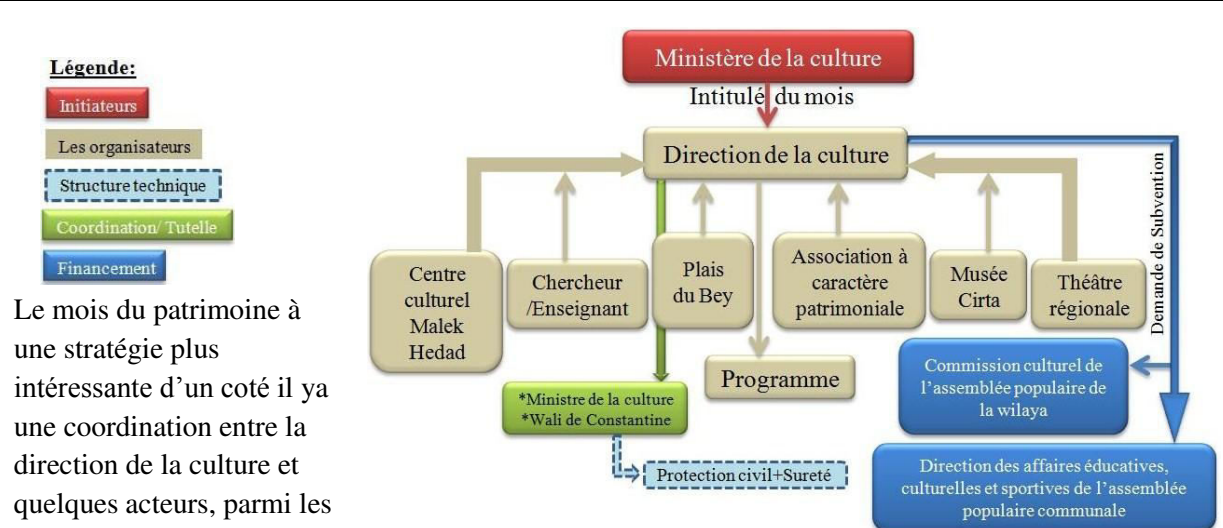 Légende:
Initiateurs
Les organisateurs
Structure technique
Coordination/ Tutelle
Financement
Le mois du patrimoine à
une stratégie plus
intéressante d’un coté il ya
une coordination entre la
direction de la culture et
quelques acteurs, parmi les
Ministère de la culture
Intitulé du mois
Direction de la culture
Demande de Subvention
Centre
culturel
Malek
Hedad
Chercheur
/Enseignant
Plais
du Bey
Association à
caractère
patrimoniale
Musée
Cirta
Théâtre
régionale
Programme
*Ministre de la culture
*Wali de Constantine
Protection civil+Sureté
Commission culturel de
l’assemblée populaire de
la wilaya
Direction des affaires éducatives,
culturelles et sportives de l’assemblée
populaire communale